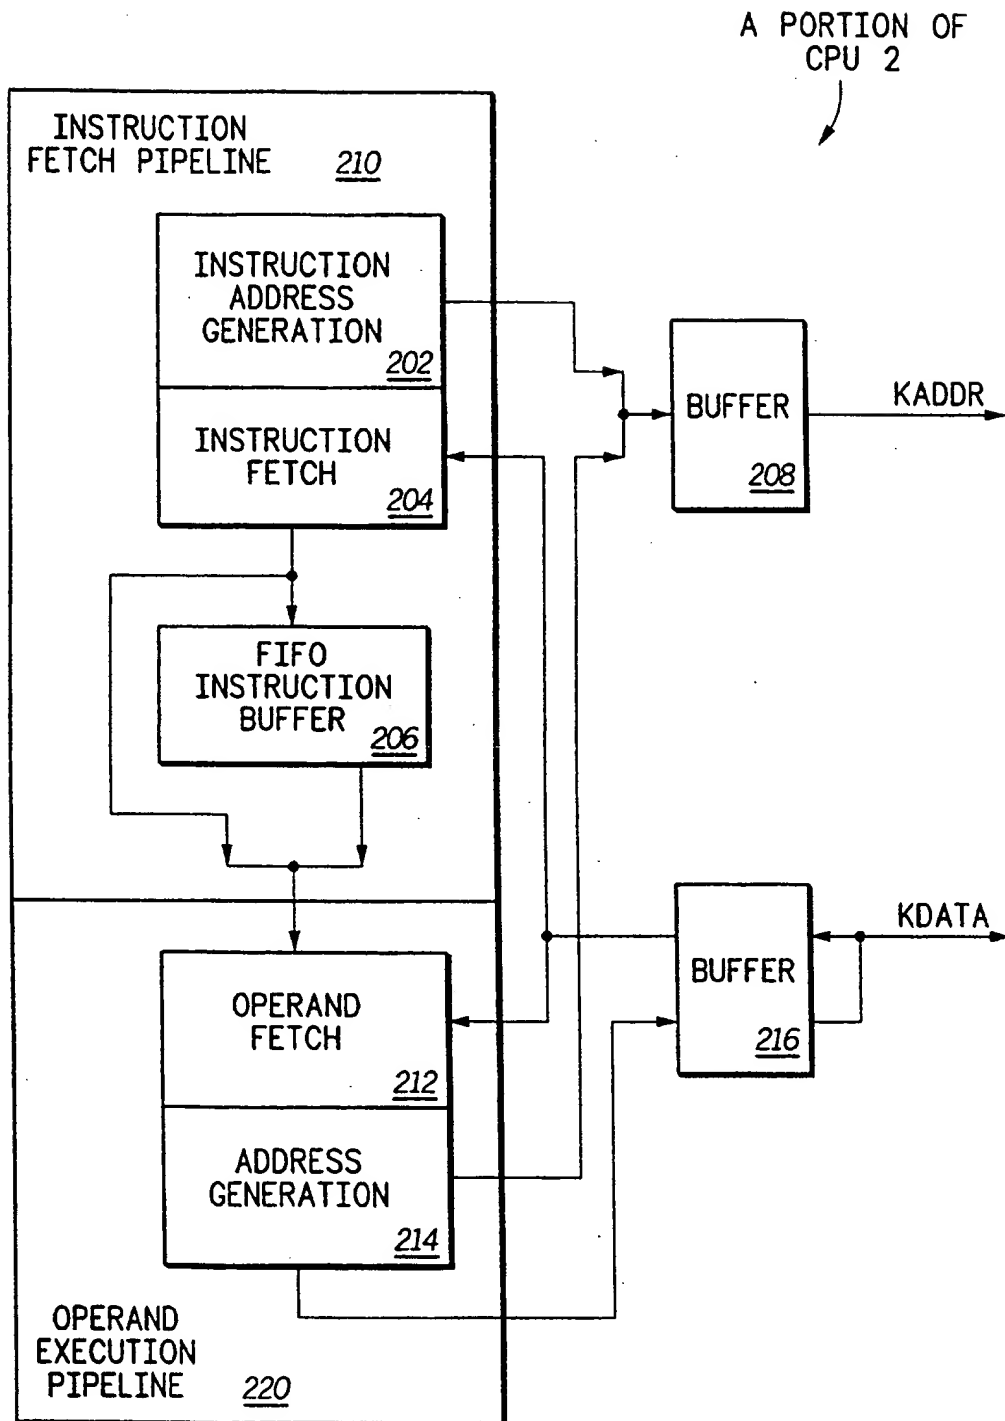 A PORTION OF
CPU 2
INSTRUCTION
FETCH PIPELINE
210
INSTRUCTION
ADDRESS
GENERATION
202
INSTRUCTION
FETCH
204
BUFFER
208
KADDR
FIFO
INSTRUCTION
BUFFER
206
OPERAND
FETCH
212
ADDRESS
GENERATION
214
BUFFER
216
KDATA
OPERAND
EXECUTION
PIPELINE
220